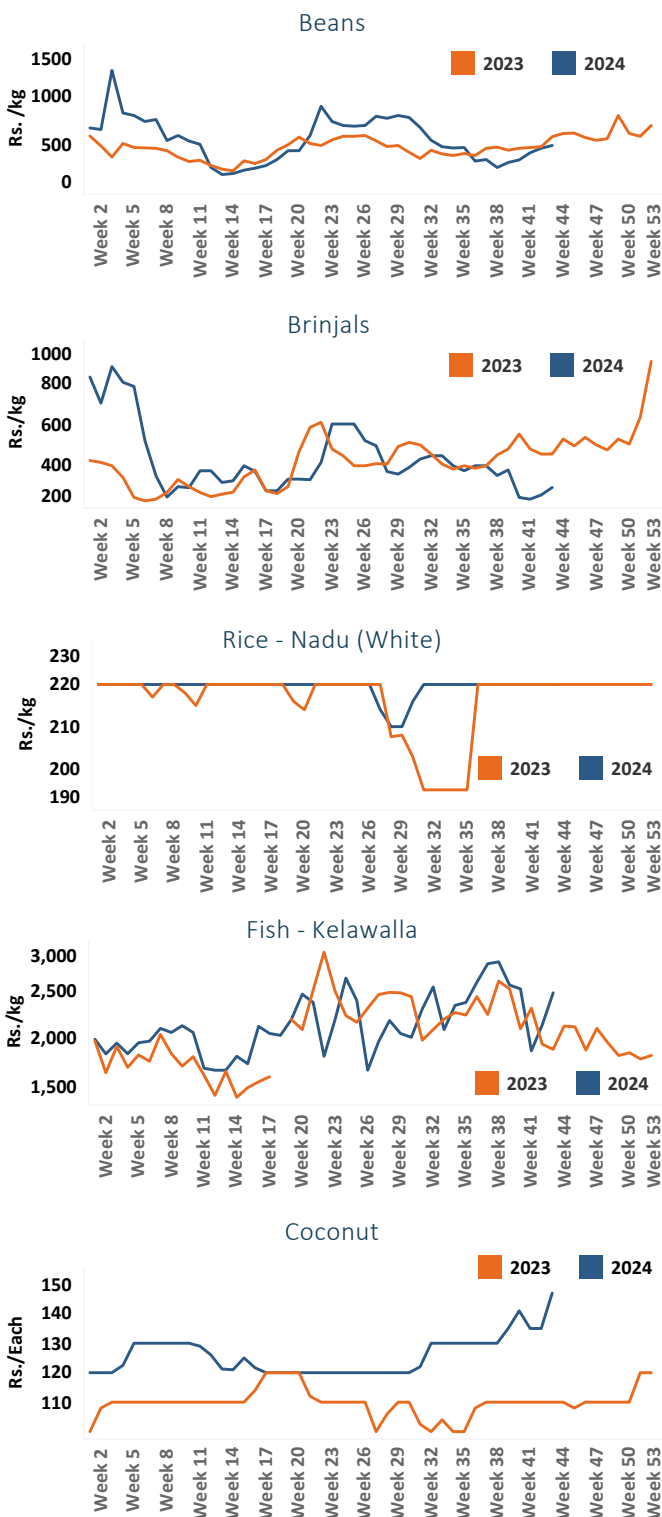 Beans
Rs. /kg
1500
1000
500
0
2023 2024
Week 2 Week 5 Week 8 Week 11 Week 14 Week 17 Week 20 Week 23 Week 26 Week 29 Week 32 Week 35 Week 38 Week 41 Week 44 Week 47 Week 50 Week 53
Brinjals
Rs./kg
1000
800
600
400
200
2023 2024
Week 2 Week 5 Week 8 Week 11 Week 14 Week 17 Week 20 Week 23 Week 26 Week 29 Week 32 Week 35 Week 38 Week 41 Week 44 Week 47 Week 50 Week 53
Rice - Nadu (White)
Rs./kg
230
220
210
200
190
2023 2024
Week 2 Week 5 Week 8 Week 11 Week 14 Week 17 Week 20 Week 23 Week 26 Week 29 Week 32 Week 35 Week 38 Week 41 Week 44 Week 47 Week 50 Week 53
Fish - Kelawalla
Rs./kg
3,000
2,500
2,000
1,500
2023 2024
Week 2 Week 5 Week 8 Week 11 Week 14 Week 17 Week 20 Week 23 Week 26 Week 29 Week 32 Week 35 Week 38 Week 41 Week 44 Week 47 Week 50 Week 53
Coconut
Rs./Each
2023 2024
150
140
130
120
110
Week 2 Week 5 Week 8 Week 11 Week 14 Week 17 Week 20 Week 23 Week 26 Week 29 Week 32 Week 35 Week 38 Week 41 Week 44 Week 47 Week 50 Week 53